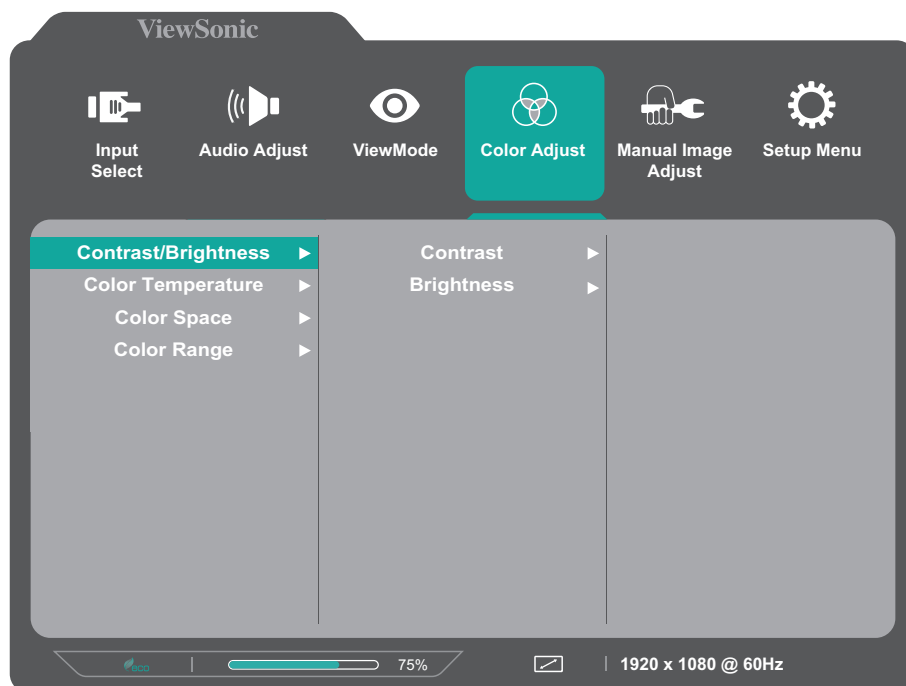 ViewSonic
Input
Select
Audio Adjust
ViewMode
Color Adjust
Manual Image
Adjust
Setup Menu
Contrast/Brightness
Color Temperature
Color Space
Color Range
Contrast
Brightness
ECO
75%
1920 x 1080 @ 60Hz